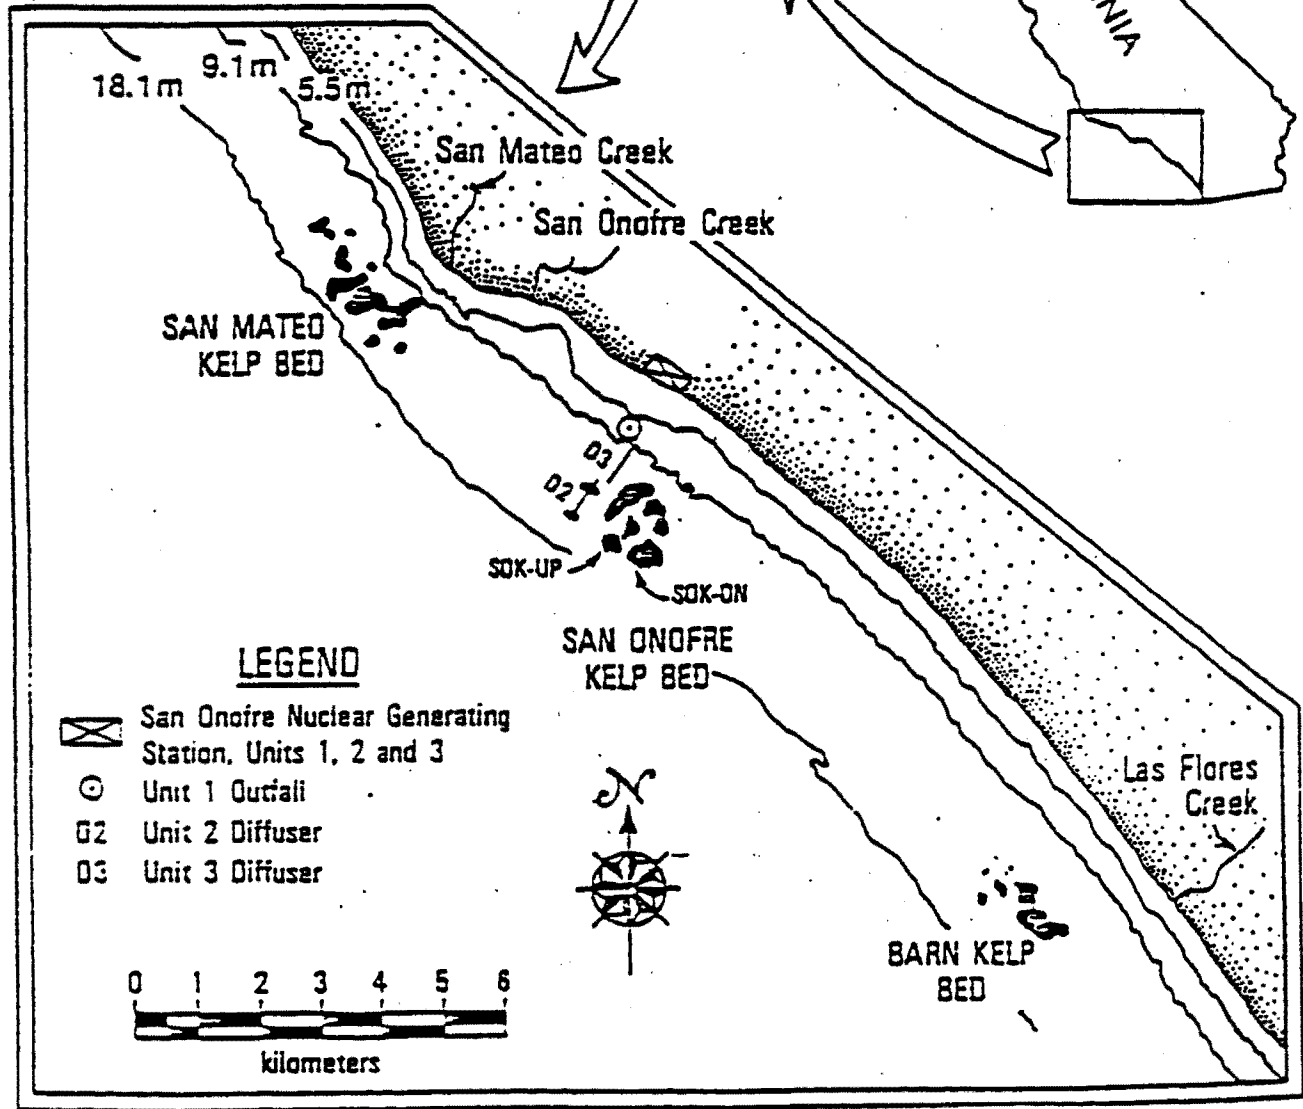 NIA
18.1m
9.1m
5.5m
San Mateo Creek
San Onofre Creek
SAN MATEO
KELP BED
D3
D2
SOK-UP
SOK-ON
SAN ONOFRE
KELP BED
LEGEND
San Onofre Nuclear Generating
Station, Units 1, 2 and 3
Unit 1 Outfall
D2 Unit 2 Diffuser
D3 Unit 3 Diffuser
N
Las Flores
Creek
BARN KELP
BED
0 1 2 3 4 5 6
kilometers